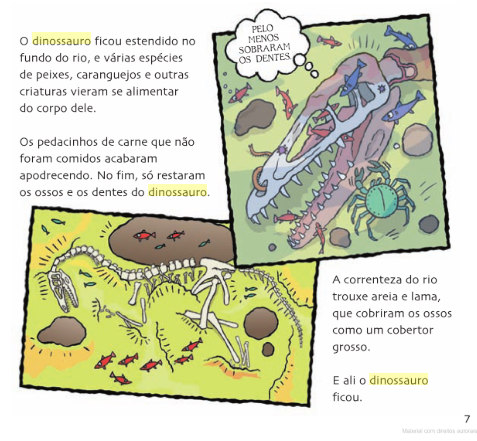 O dinossauro ficou estendido no
fundo do rio, e várias espécies
de peixes, caranguejos e outras
criaturas vieram se alimentar
do corpo dele.
Os pedacinhos de carne que não
foram comidos acabaram
apodrecendo. No fim, só restaram
os ossos e os dentes do dinossauro.
PELO
MENOS
SOBRARAM
OS DENTES.
A correnteza do rio
trouxe areia e lama,
que cobriram os ossos
como um cobertor
grosso.
E ali o dinossauro
ficou.
7
Material com direitos autorais